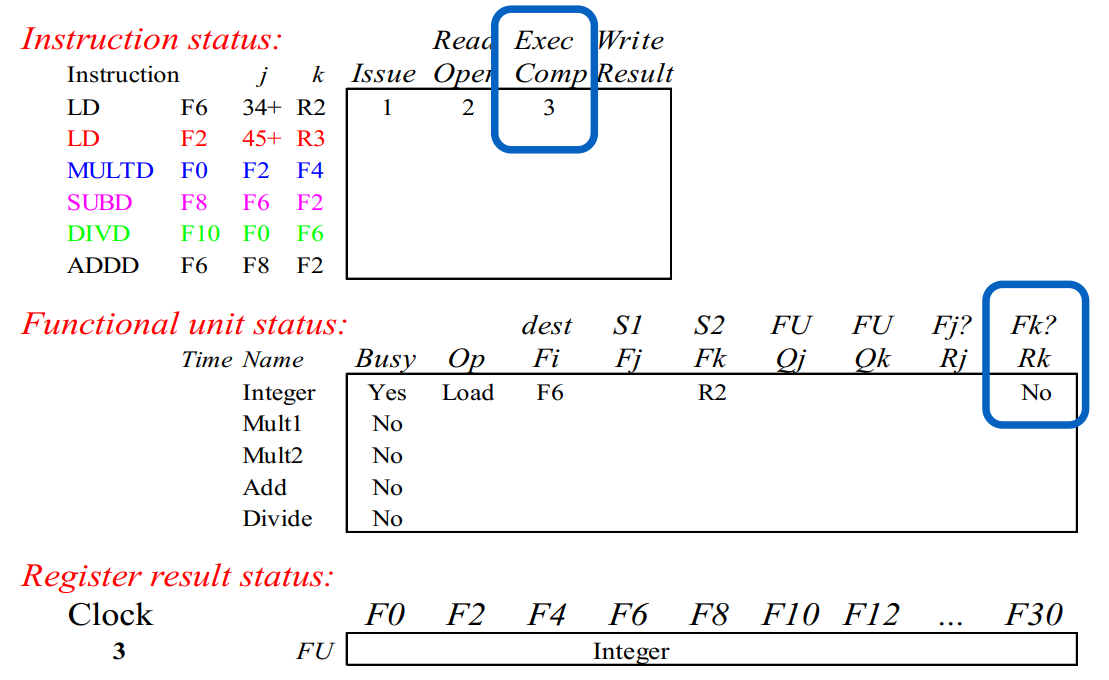 Instruction status: Read Exec Write
Instruction j k Issue Oper Comp Result
LD F6 34+ R2 1 2 3
LD F2 45+ R3
MULTD F0 F2 F4
SUBD F8 F6 F2
DIVD F10 F0 F6
ADDD F6 F8 F2
Functional unit status: dest S1 S2 FU FU Fj? Fk?
Time Name Busy Op Fi Fj Fk Qj Qk Rj Rk
Integer Yes Load F6 R2 No
Mult1 No
Mult2 No
Add No
Divide No
Register result status:
Clock F0 F2 F4 F6 F8 F10 F12 ... F30
3 FU Integer